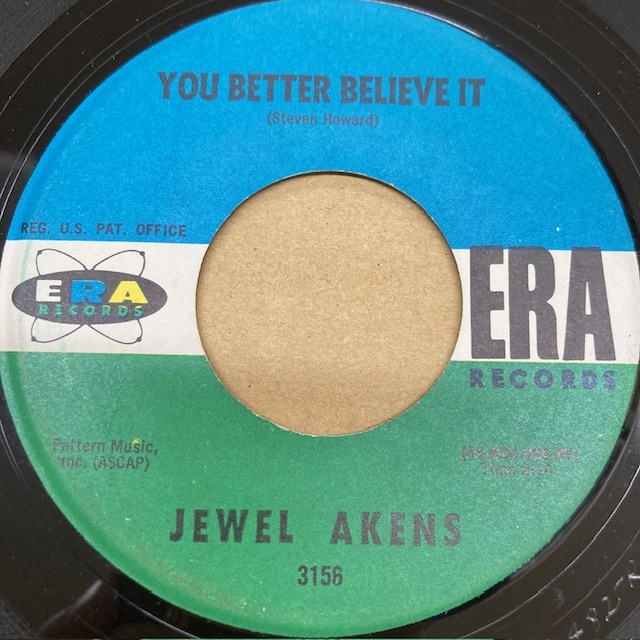 YOU BETTER BELIEVE IT
(Steven Howard)
REG. U.S. PAT. OFFICE
ERA
RECORDS
ERA
RECORDS
Pattern Music,
Inc. (ASCAP)
Time
JEWEL AKENS
3156